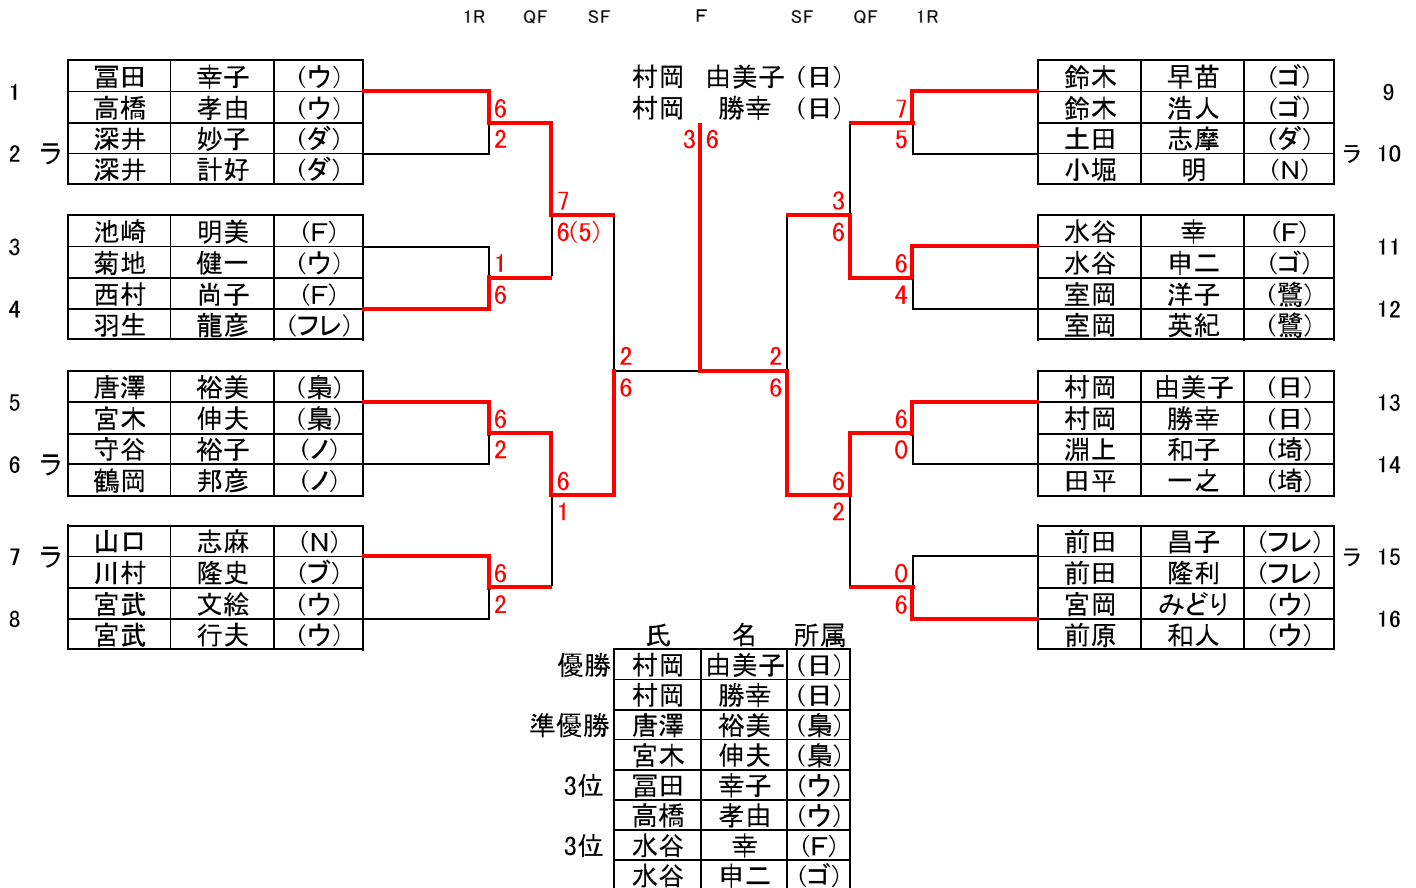 1R QF SF F SF QF 1R
村岡 由美子 (日)
村岡 勝幸 (日)
3 6
1 冨田 幸子 (ウ)
高橋 孝由 (ウ)
2 ラ 深井 妙子 (ダ)
深井 計好 (ダ)
6
2
3 池崎 明美 (F)
菊地 健一 (ウ)
4 西村 尚子 (F)
羽生 龍彦 (フレ)
1
6
7
6(5)
5 唐澤 裕美 (梟)
宮木 伸夫 (梟)
6 ラ 守谷 裕子 (ノ)
鶴岡 邦彦 (ノ)
6
2
7 ラ 山口 志麻 (N)
川村 隆史 (ブ)
8 宮武 文絵 (ウ)
宮武 行夫 (ウ)
6
2
6
1
2
6
鈴木 早苗 (ゴ) 9
鈴木 浩人 (ゴ)
土田 志摩 (ダ) ラ 10
小堀 明 (N)
7
5
水谷 幸 (F) 11
水谷 申二 (ゴ)
室岡 洋子 (鷺) 12
室岡 英紀 (鷺)
6
4
3
6
村岡 由美子 (日) 13
村岡 勝幸 (日)
淵上 和子 (埼) 14
田平 一之 (埼)
6
0
前田 昌子 (フレ) ラ 15
前田 隆利 (フレ)
宮岡 みどり (ウ) 16
前原 和人 (ウ)
0
6
6
2
2
6
氏 名 所属
優勝 村岡 由美子 (日)
村岡 勝幸 (日)
準優勝 唐澤 裕美 (梟)
宮木 伸夫 (梟)
3位 冨田 幸子 (ウ)
高橋 孝由 (ウ)
3位 水谷 幸 (F)
水谷 申二 (ゴ)